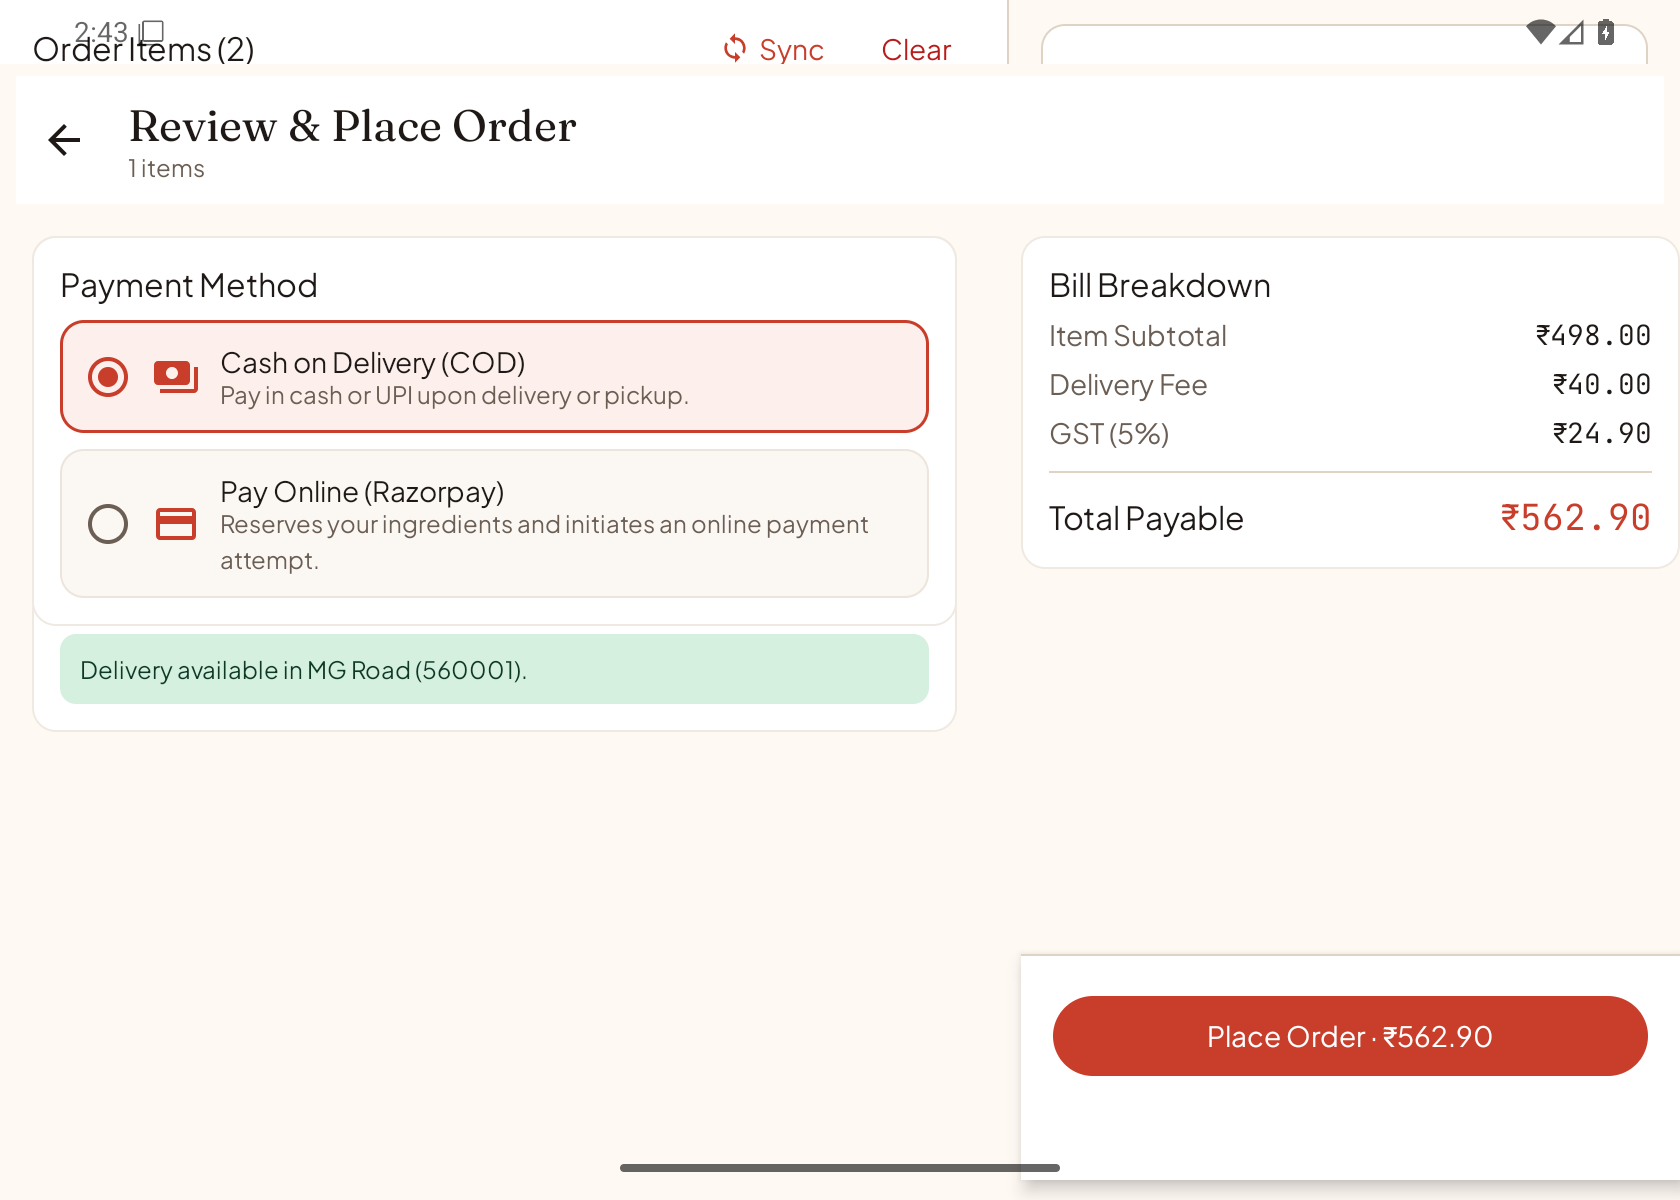 2:43
Order Items (2)
Sync
Clear
Review & Place Order
1 items
Payment Method
Cash on Delivery (COD)
Pay in cash or UPI upon delivery or pickup.
Pay Online (Razorpay)
Reserves your ingredients and initiates an online payment
attempt.
Delivery available in MG Road (560001).
Bill Breakdown
Item Subtotal ₹498.00
Delivery Fee ₹40.00
GST (5%) ₹24.90
Total Payable ₹562.90
Place Order · ₹562.90